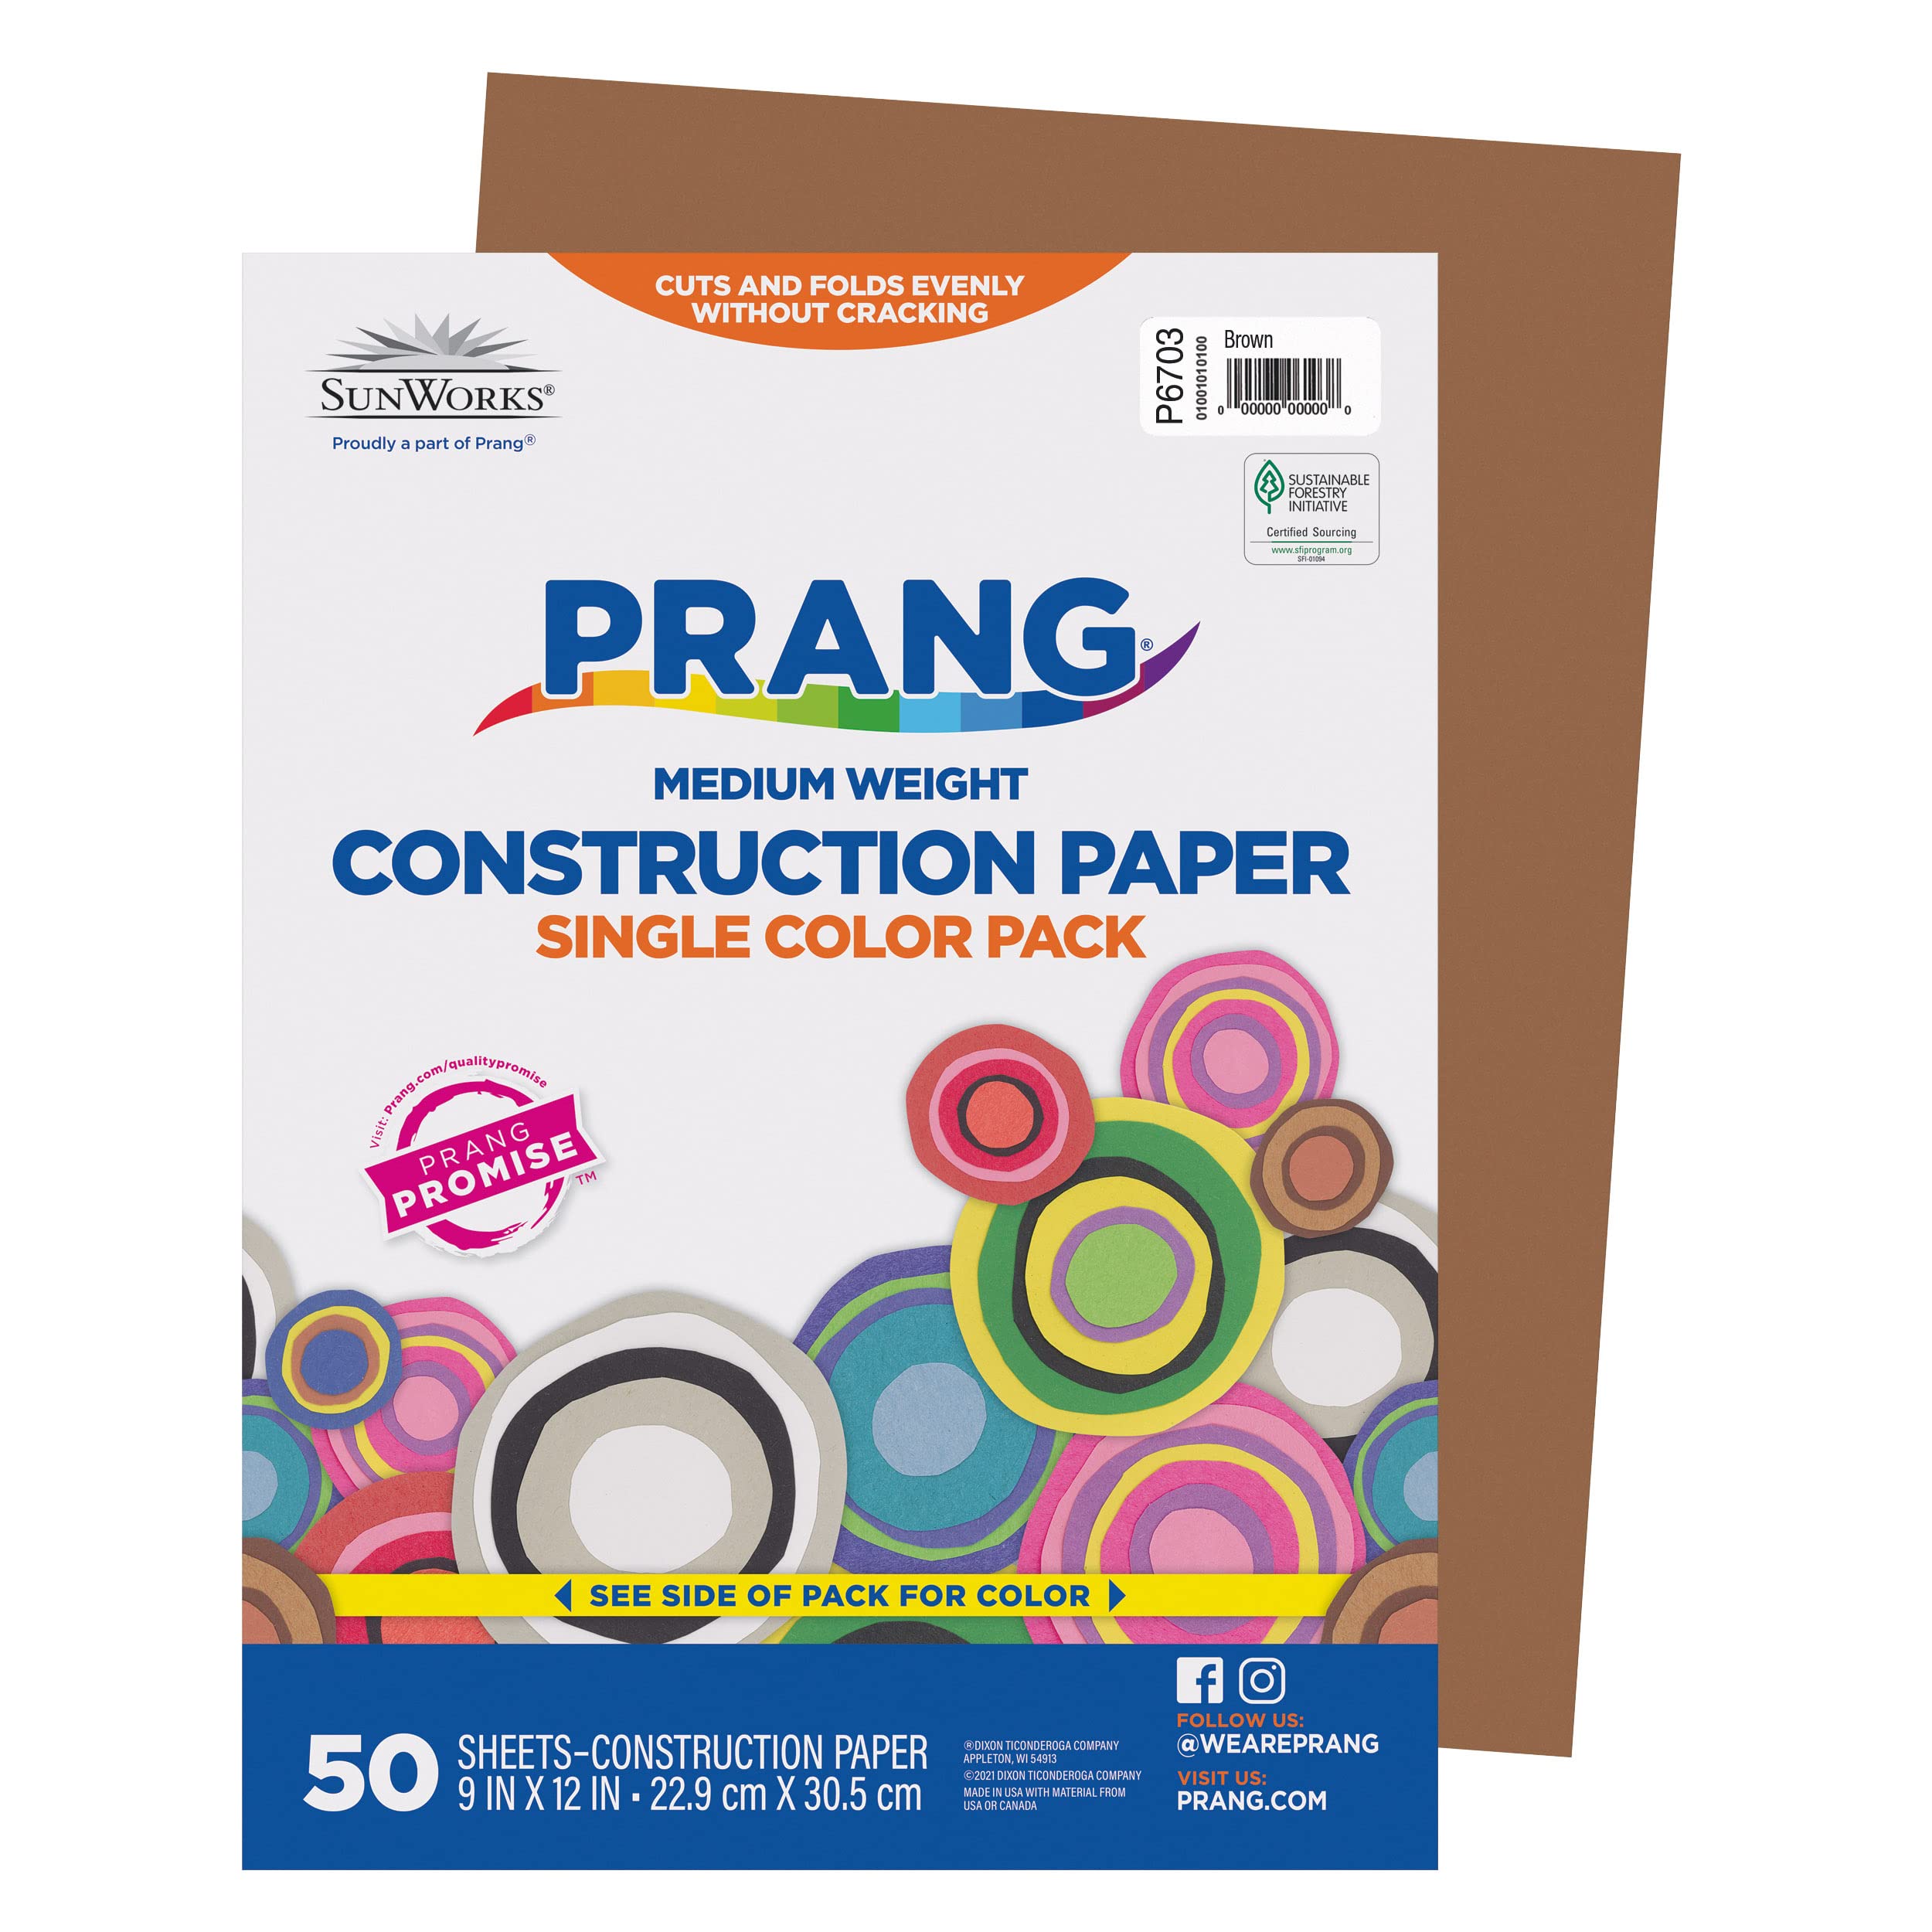 CUTS AND FOLDS EVENLY
WITHOUT CRACKING
SUNWORKS®
Proudly a part of Prang®
P6703
010010101100
Brown
0 00000 00000 0
SUSTAINABLE
FORESTRY
INITIATIVE
Certified Sourcing
www.sfiprogram.org
SFI-01094
PRANG®
MEDIUM WEIGHT
CONSTRUCTION PAPER
SINGLE COLOR PACK
Visit: Prang.com/qualitypromise
PRANG
PROMISE™
SEE SIDE OF PACK FOR COLOR
50 SHEETS-CONSTRUCTION PAPER
9 IN X 12 IN · 22.9 cm X 30.5 cm
®DIXON TICONDEROGA COMPANY
APPLETON, WI 54913
©2021 DIXON TICONDEROGA COMPANY
MADE IN USA WITH MATERIAL FROM
USA OR CANADA
FOLLOW US:
@WEAREPRANG
VISIT US:
PRANG.COM